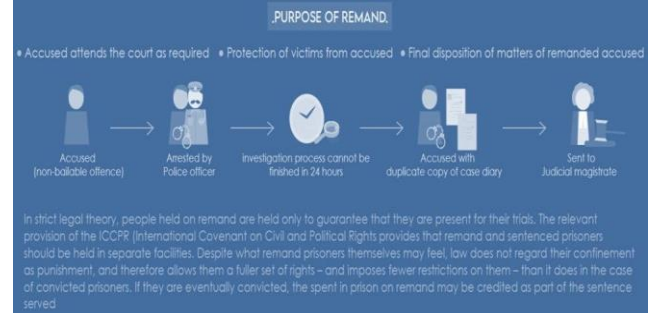 .PURPOSE OF REMAND.
• Accused attends the court as required • Protection of victims from accused • Final disposition of matters of remanded accused
Accused
(non-bailable offence)
Arrested by
Police officer
investigation process cannot be
finished in 24 hours
Accused with
duplicate copy of case diary
Sent to
Judicial magistrate
In strict legal theory, people held on remand are held only to guarantee that they are present for their trials. The relevant
provision of the ICCPR (International Covenant on Civil and Political Rights provides that remand and sentenced prisoners
should be held in separate facilities. Despite what remand prisoners themselves may feel, law does not regard their confinement
as punishment, and therefore allows them a fuller set of rights – and imposes fewer restrictions on them – than it does in the case
of convicted prisoners. If they are eventually convicted, the spent in prison on remand may be credited as part of the sentence
served